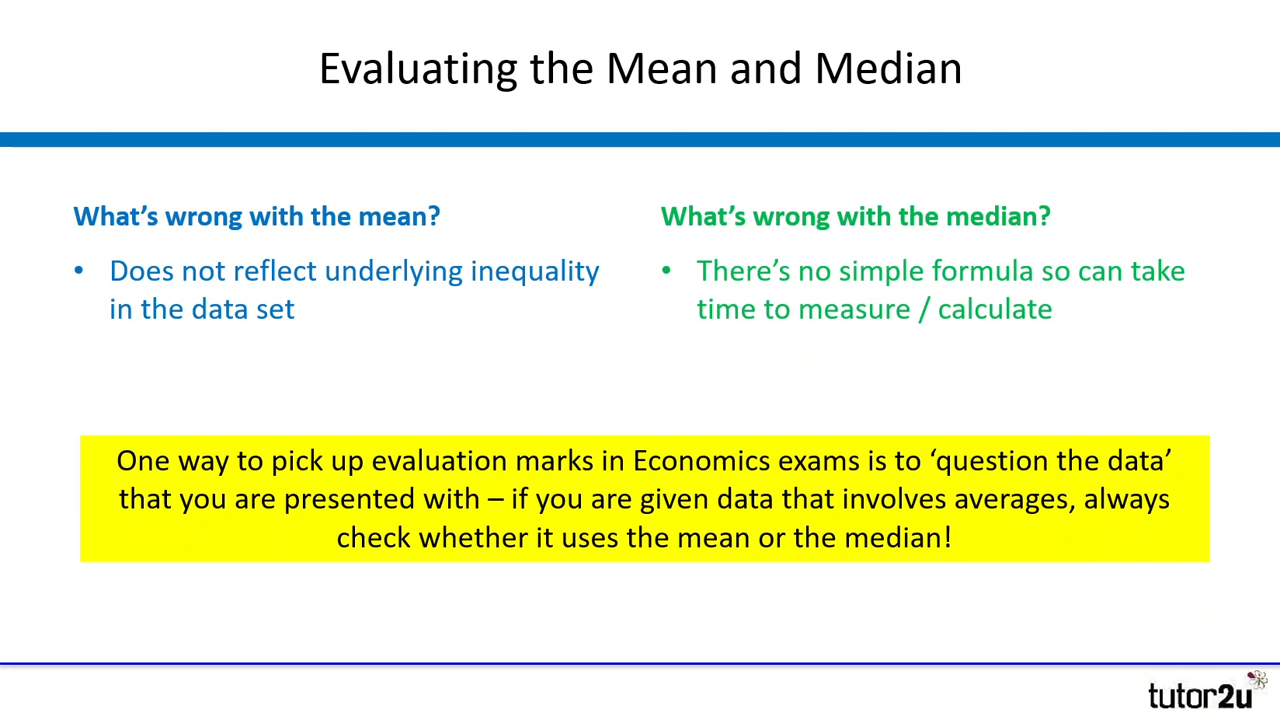 Evaluating the Mean and Median
What’s wrong with the mean?
• Does not reflect underlying inequality
in the data set
What’s wrong with the median?
• There’s no simple formula so can take
time to measure / calculate
One way to pick up evaluation marks in Economics exams is to ‘question the data’
that you are presented with – if you are given data that involves averages, always
check whether it uses the mean or the median!
tutor2u